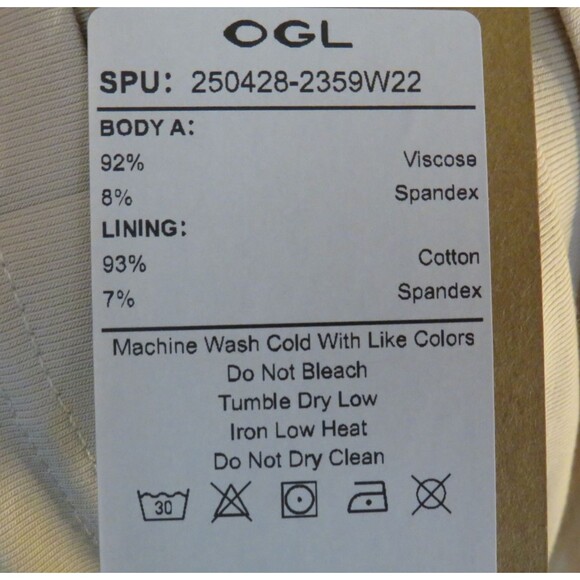 OGL
SPU: 250428-2359W22
BODY A:
92% Viscose
8% Spandex
LINING:
93% Cotton
7% Spandex
Machine Wash Cold With Like Colors
Do Not Bleach
Tumble Dry Low
Iron Low Heat
Do Not Dry Clean
30